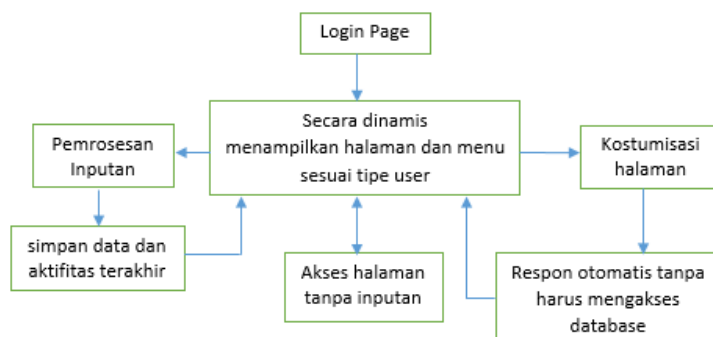 Login Page
Secara dinamis
menampilkan halaman dan menu
sesuai tipe user
Pemrosesan
Inputan
Kostumisasi
halaman
simpan data dan
aktifitas terakhir
Akses halaman
tanpa inputan
Respon otomatis tanpa
harus mengakses
database